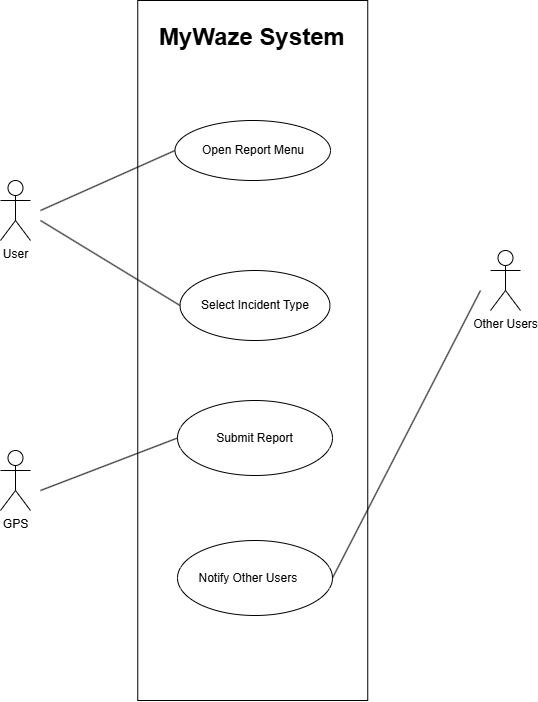 MyWaze System
Open Report Menu
User
Select Incident Type
Other Users
Submit Report
GPS
Notify Other Users